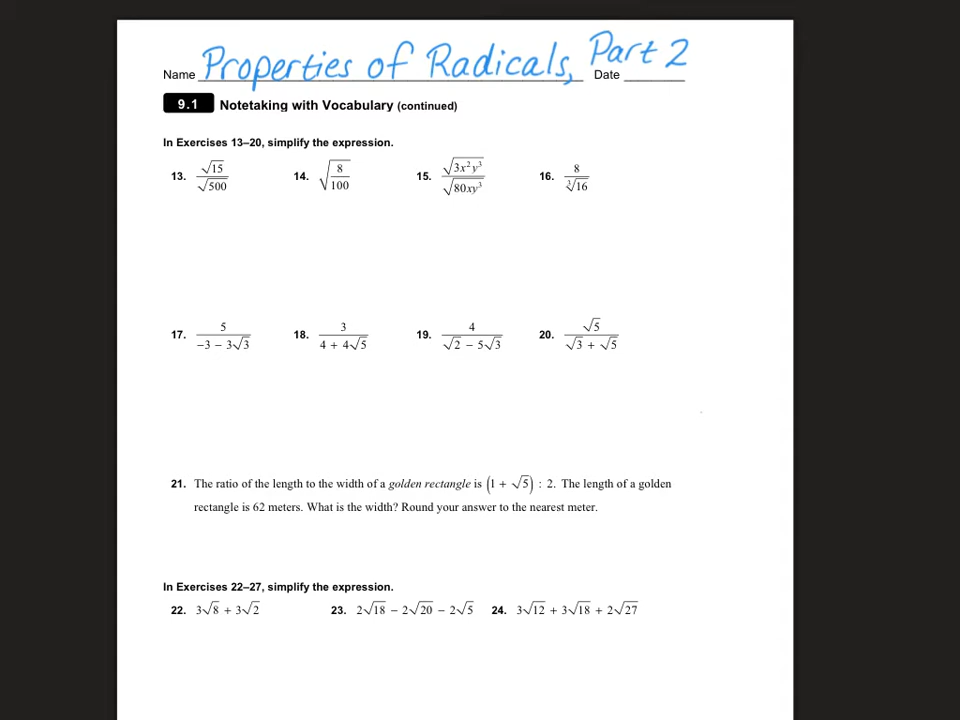 Name Properties of Radicals, Part 2 Date
9.1 Notetaking with Vocabulary (continued)
In Exercises 13–20, simplify the expression.
13. √15/√500 14. √(8/100) 15. √(3x²y³)/√(80xy³) 16. 8/∛16
17. 5/(−3 − 3√3) 18. 3/(4 + 4√5) 19. 4/(√2 − 5√3) 20. √5/(√3 + √5)
21. The ratio of the length to the width of a golden rectangle is (1 + √5) : 2. The length of a golden
rectangle is 62 meters. What is the width? Round your answer to the nearest meter.
In Exercises 22–27, simplify the expression.
22. 3√8 + 3√2 23. 2√18 − 2√20 − 2√5 24. 3√12 + 3√18 + 2√27